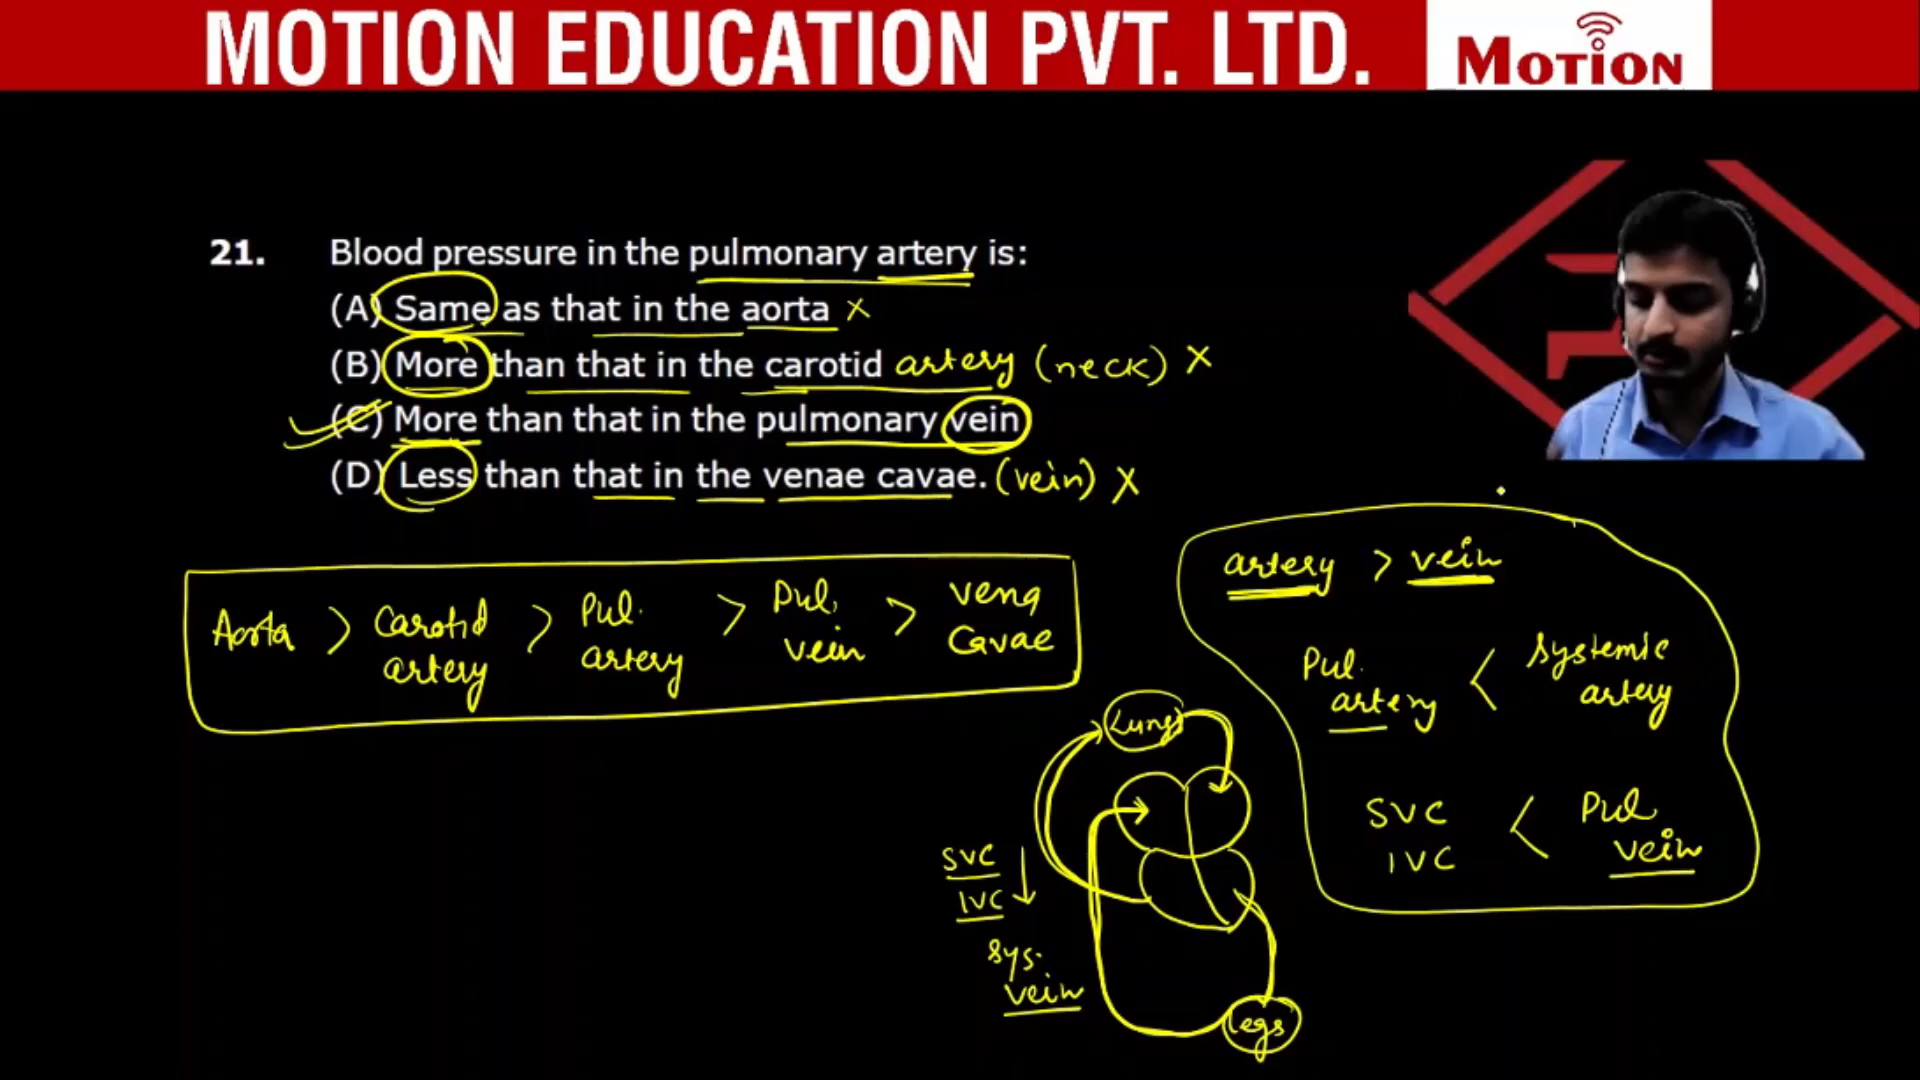 MOTION EDUCATION PVT. LTD.
MOTION
21. Blood pressure in the pulmonary artery is:
(A) Same as that in the aorta x
(B) More than that in the carotid artery (neck) x
(C) More than that in the pulmonary vein
(D) Less than that in the venae cavae. (vein) x
Aorta > Carotid artery > Pul. artery > Pul. vein > vena Cavae
artery > vein
Pul. artery < systemic artery
SVC IVC < Pul vein
Lungs
SVC
IVC
sys. vein
legs